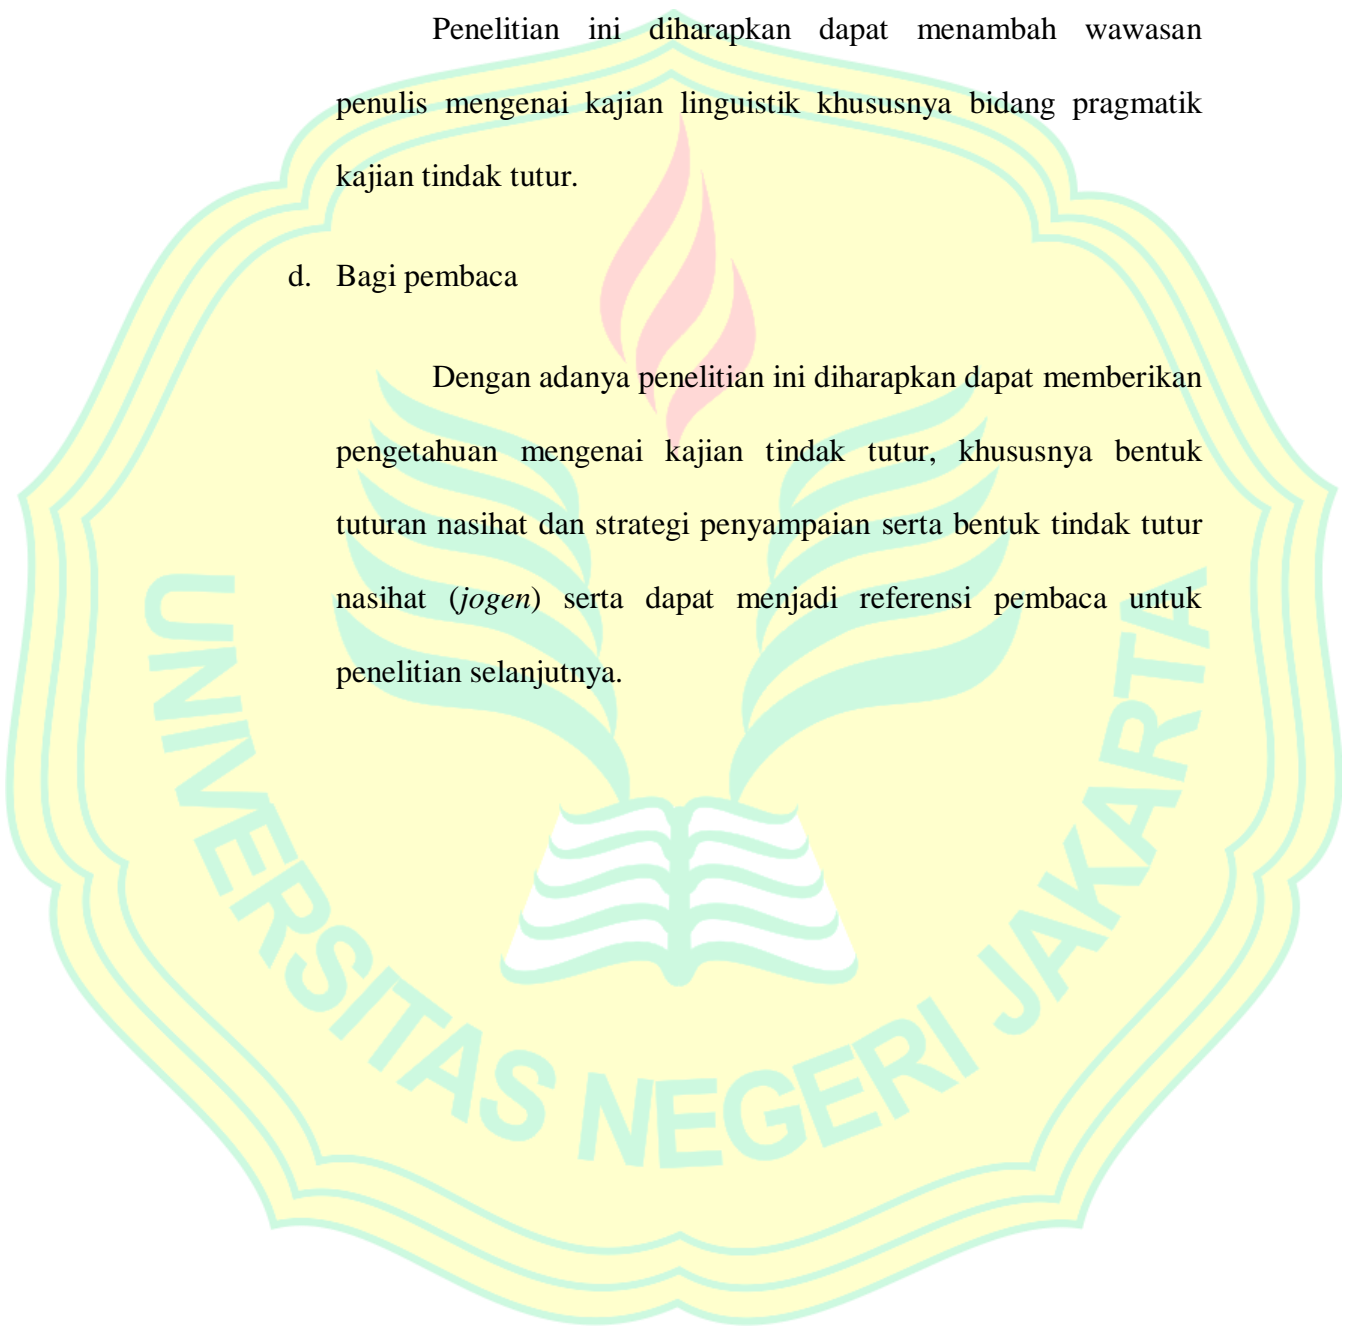 Penelitian ini diharapkan dapat menambah wawasan
penulis mengenai kajian linguistik khususnya bidang pragmatik
kajian tindak tutur.
d. Bagi pembaca
Dengan adanya penelitian ini diharapkan dapat memberikan
pengetahuan mengenai kajian tindak tutur, khususnya bentuk
tuturan nasihat dan strategi penyampaian serta bentuk tindak tutur
nasihat (jogen) serta dapat menjadi referensi pembaca untuk
penelitian selanjutnya.
UNIVERSITAS NEGERI JAKARTA